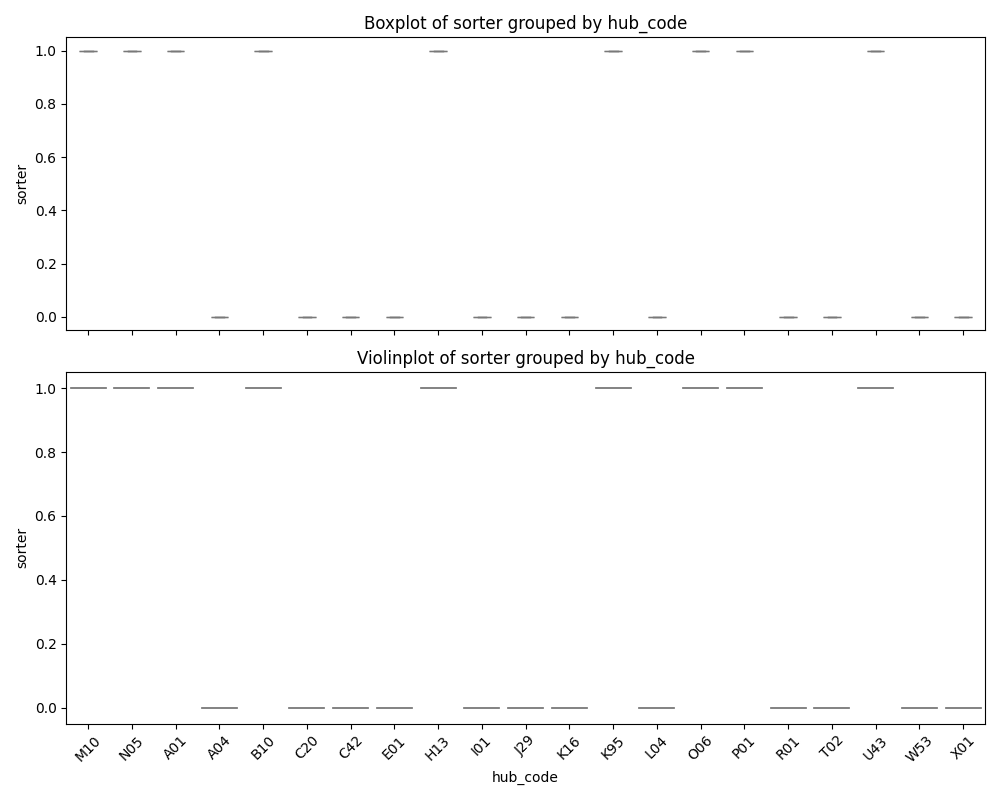 Boxplot of sorter grouped by hub_code
1.0
0.8
0.6
0.4
0.2
0.0
sorter
Violinplot of sorter grouped by hub_code
1.0
0.8
0.6
0.4
0.2
0.0
sorter
M10 N05 A01 A04 B10 C20 C42 E01 H13 I01 J29 K16 K95 L04 O06 P01 R01 T02 U43 W53 X01
hub_code